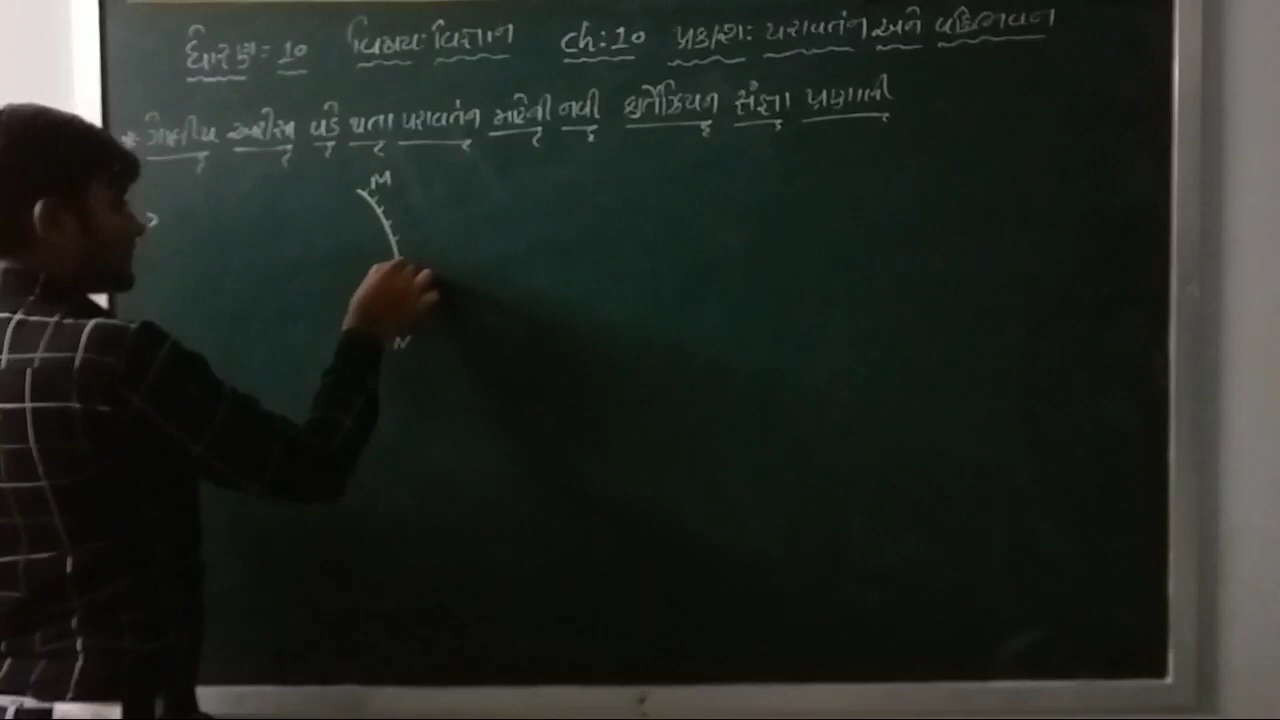 ધોરણ = 10 વિષય: વિજ્ઞાન ch: 10 પ્રકાશ: પરાવર્તન અને વક્રીભવન
* ગોલીય અરીસા વડે થતા પરાવર્તન માટેની નવી કાર્તેઝિયન સંજ્ઞા પ્રણાલી
M
N